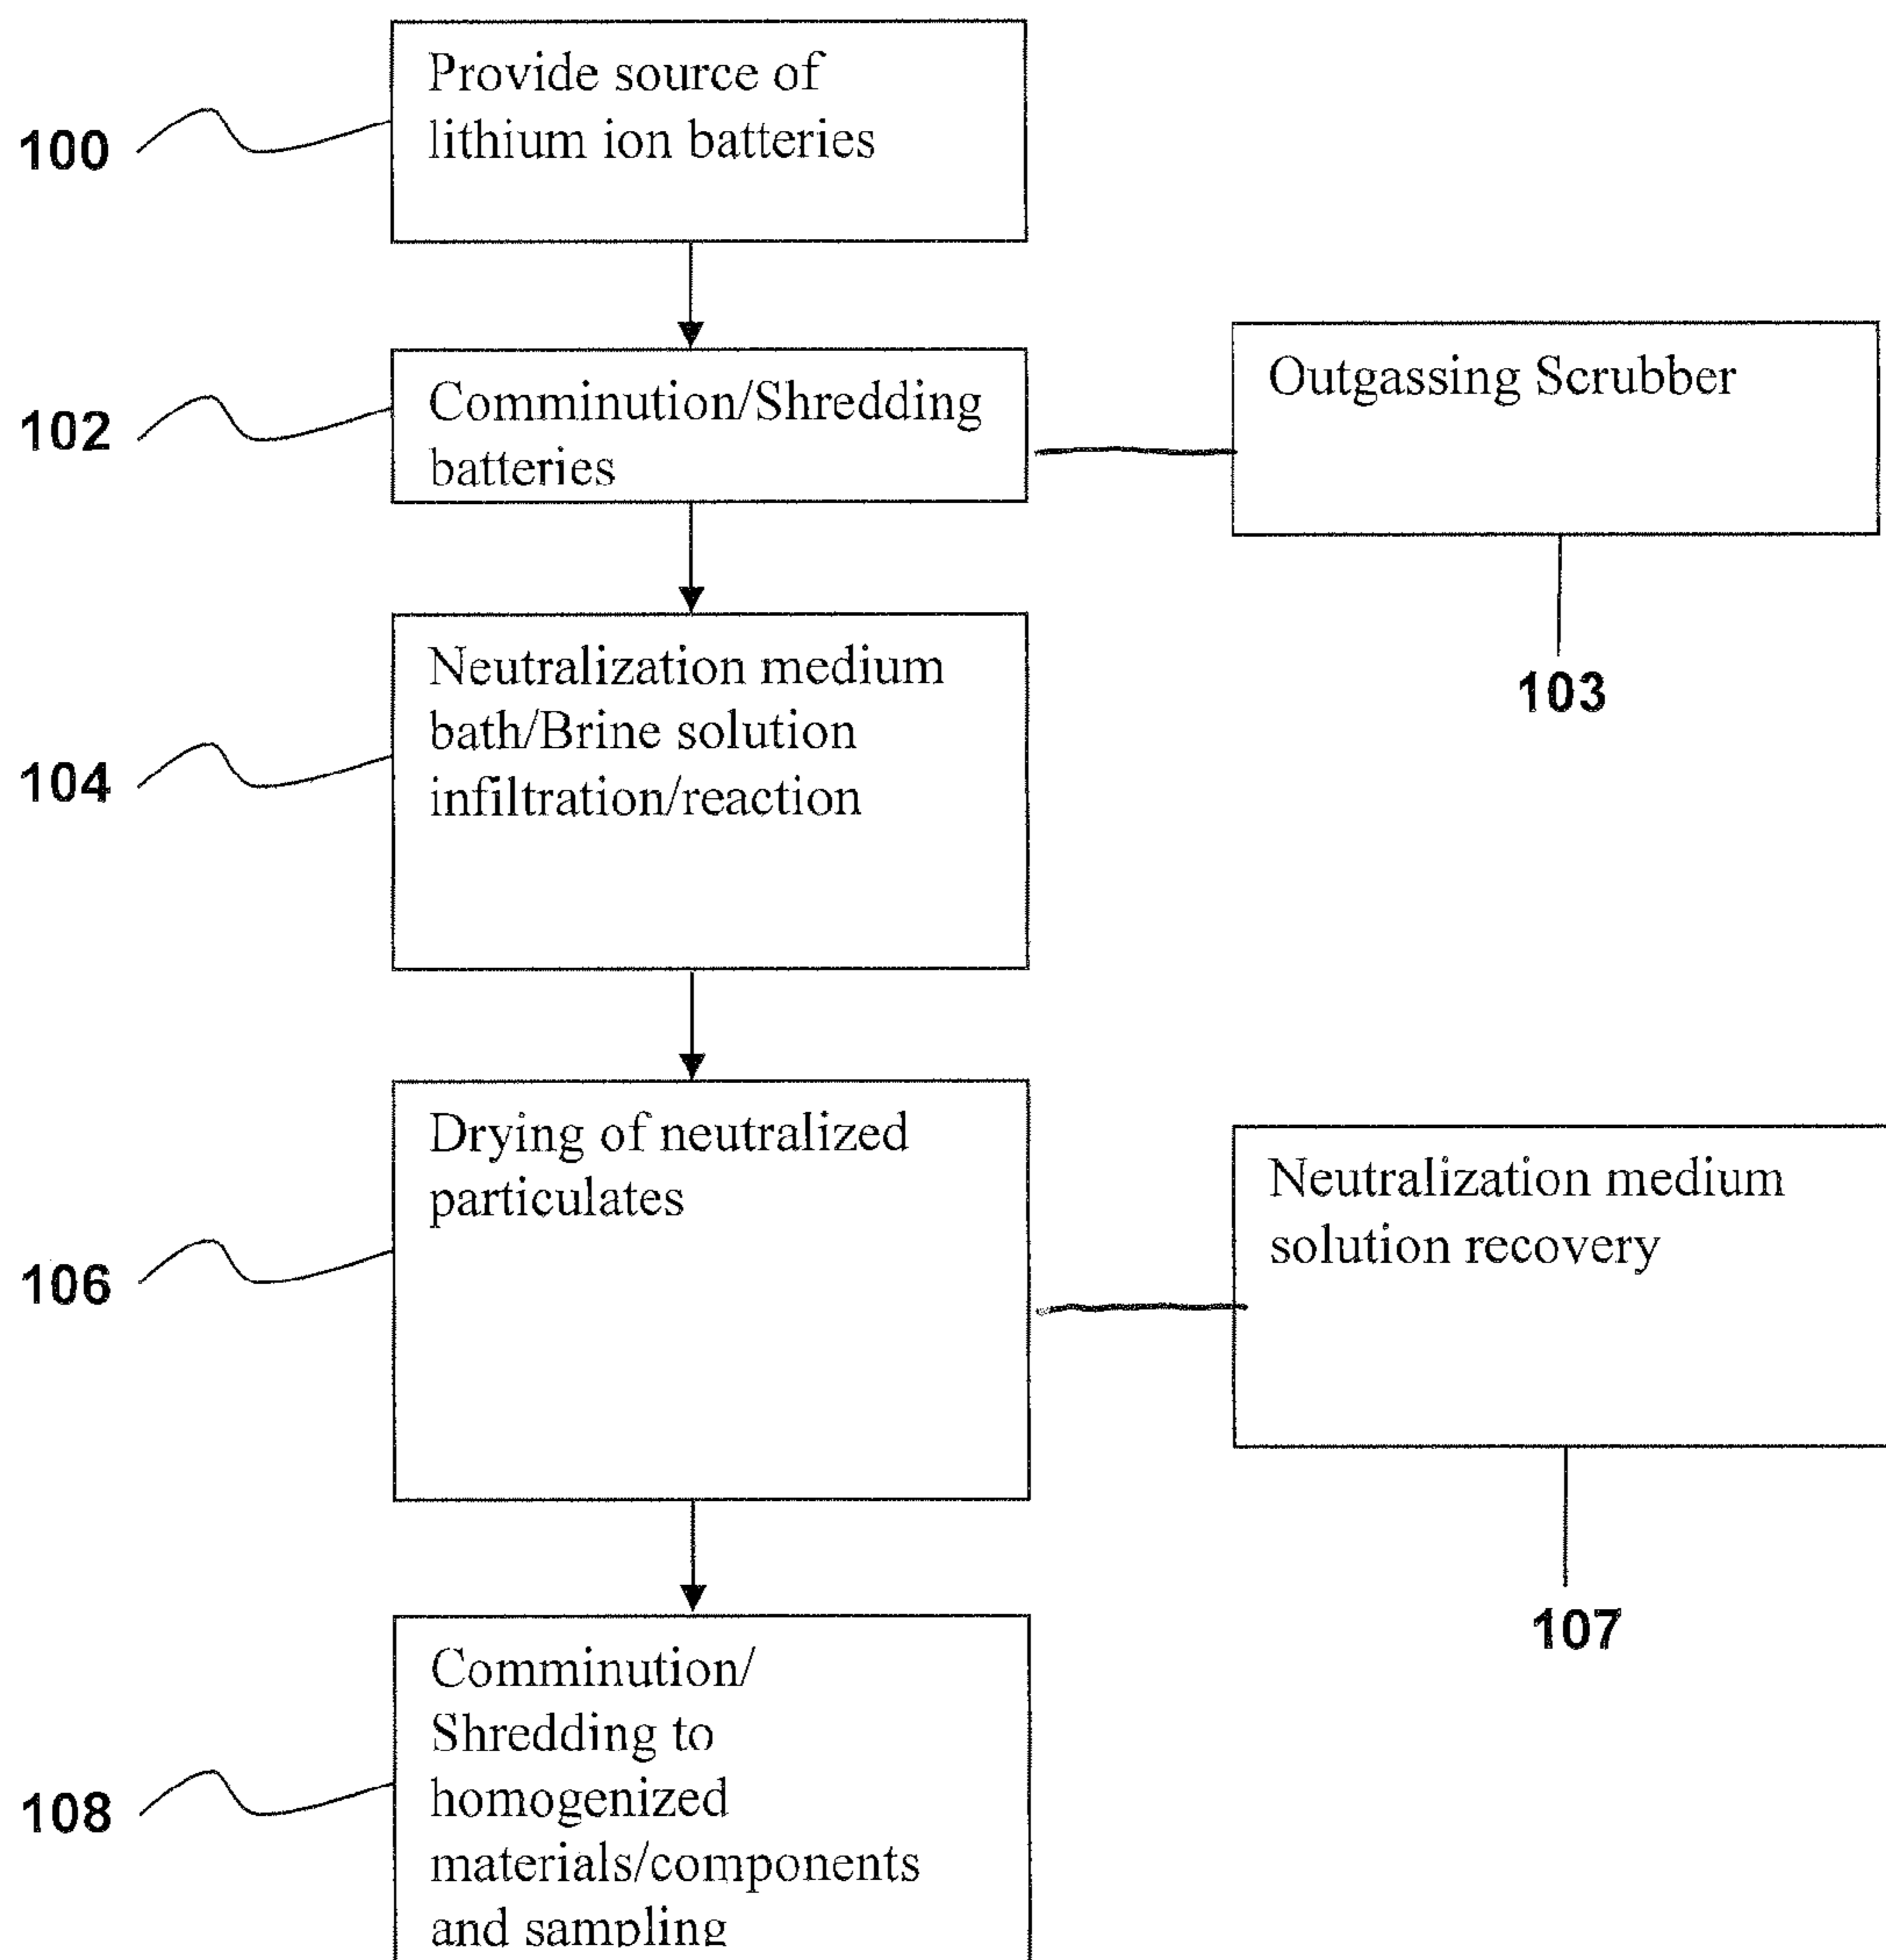 Provide source of
lithium ion batteries
100
Comminution/Shredding
batteries
102
Outgassing Scrubber
103
Neutralization medium
bath/Brine solution
infiltration/reaction
104
Drying of neutralized
particulates
106
Neutralization medium
solution recovery
107
Comminution/
Shredding to
homogenized
materials/components
and sampling
108